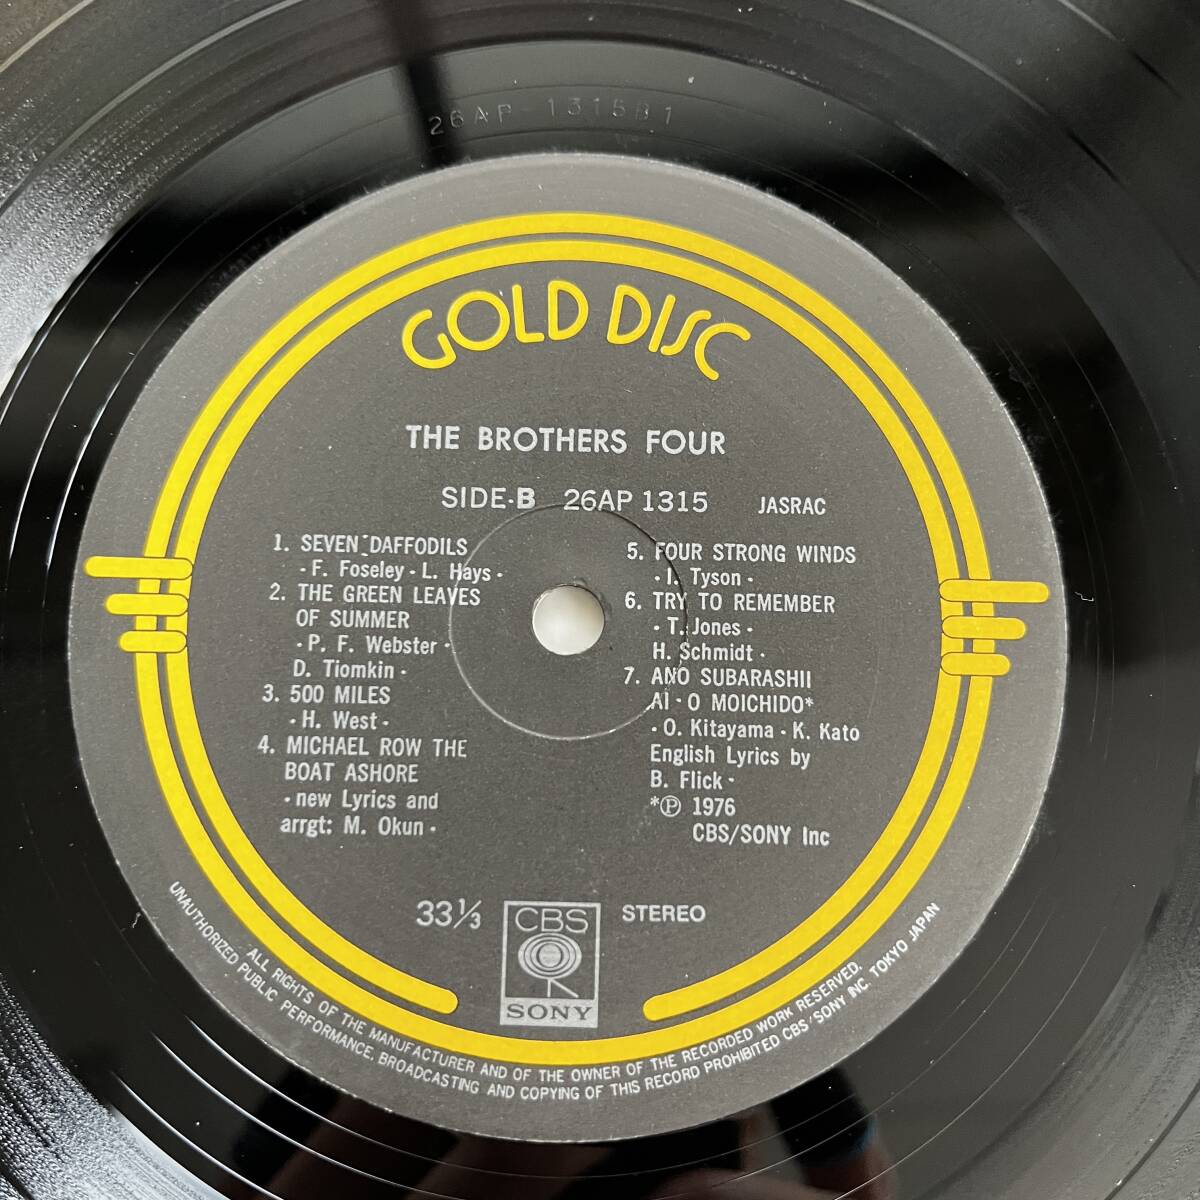 26AP-1315B1
GOLD DISC
THE BROTHERS FOUR
SIDE-B 26AP 1315 JASRAC
1. SEVEN DAFFODILS
· F. Foseley · L. Hays ·
2. THE GREEN LEAVES
OF SUMMER
· P. F. Webster ·
D. Tiomkin ·
3. 500 MILES
· H. West ·
4. MICHAEL ROW THE
BOAT ASHORE
· new Lyrics and
arrgt: M. Okun ·
5. FOUR STRONG WINDS
· I. Tyson ·
6. TRY TO REMEMBER
· T. Jones ·
H. Schmidt ·
7. ANO SUBARASHII
AI · O MOICHIDO*
· O. Kitayama · K. Kato
English Lyrics by
B. Flick ·
*Ⓟ 1976
CBS/SONY Inc
33⅓
CBS
SONY
STEREO
ALL RIGHTS OF THE MANUFACTURER AND OF THE OWNER OF THE RECORDED WORK RESERVED.
UNAUTHORIZED PUBLIC PERFORMANCE, BROADCASTING AND COPYING OF THIS RECORD PROHIBITED CBS/SONY INC. TOKYO JAPAN